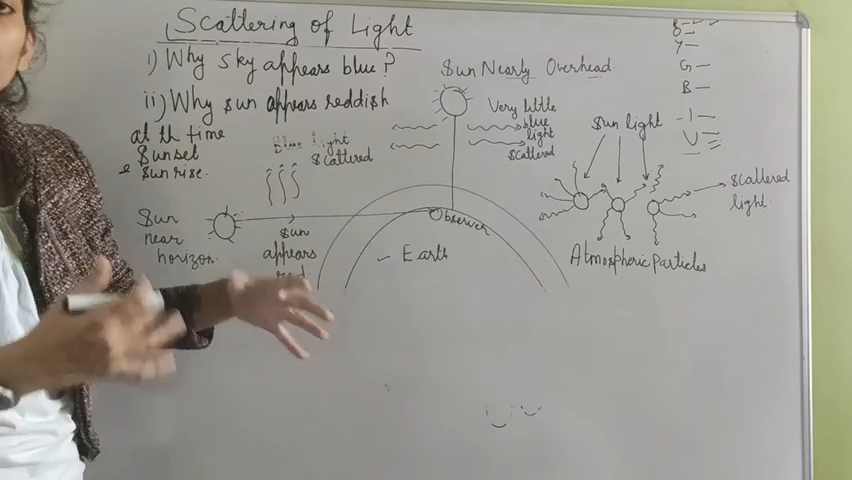 Scattering of Light
i) Why sky appears blue?
ii) Why sun appears reddish
at th time
Sunset
& Sunrise.
Sun Nearly Overhead
Very little
blue
light
scattered
Blue light
scattered
Sun
near
horizon.
sun
appears
red
Observer
Earth
Sun light
Scattered
light.
Atmospheric Particles
R -
O -
Y -
G -
B -
I -
V -